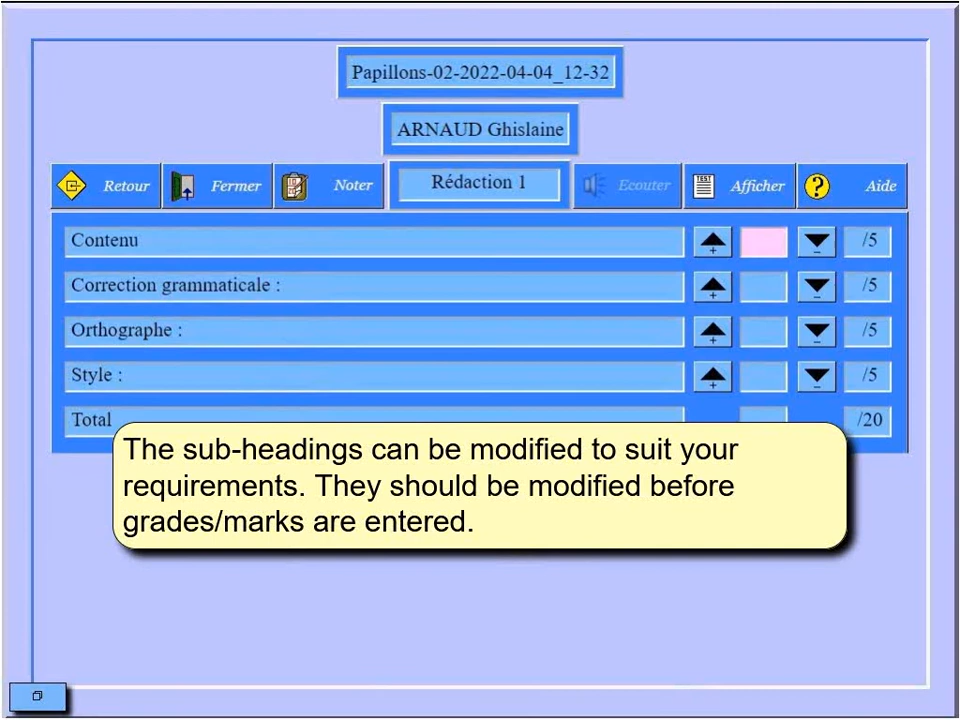 Papillons-02-2022-04-04_12-32
ARNAUD Ghislaine
Retour Fermer Noter Rédaction 1 Ecouter Afficher Aide
Contenu + - /5
Correction grammaticale : + - /5
Orthographe : + - /5
Style : + - /5
Total /20
The sub-headings can be modified to suit your
requirements. They should be modified before
grades/marks are entered.